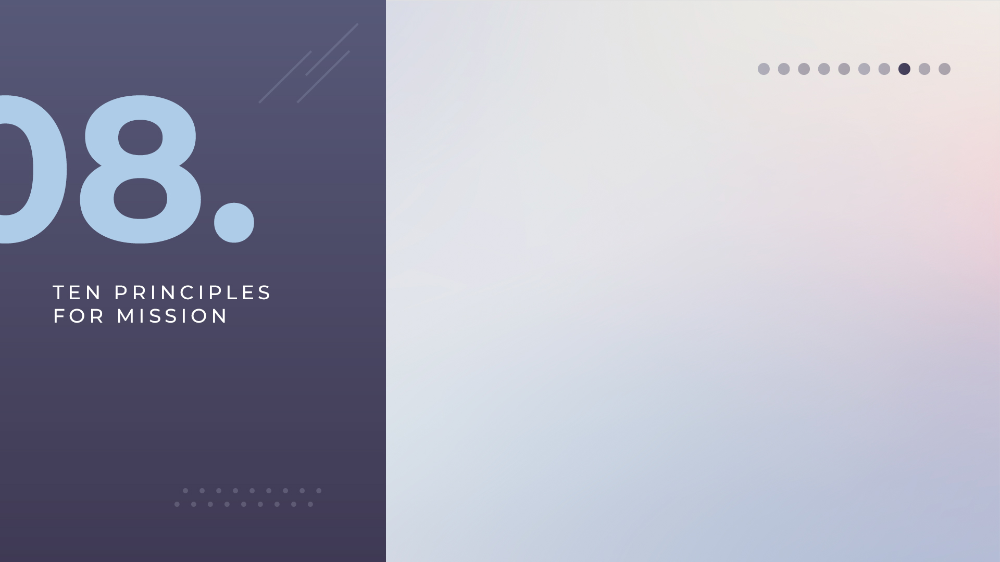 08.
TEN PRINCIPLES
FOR MISSION